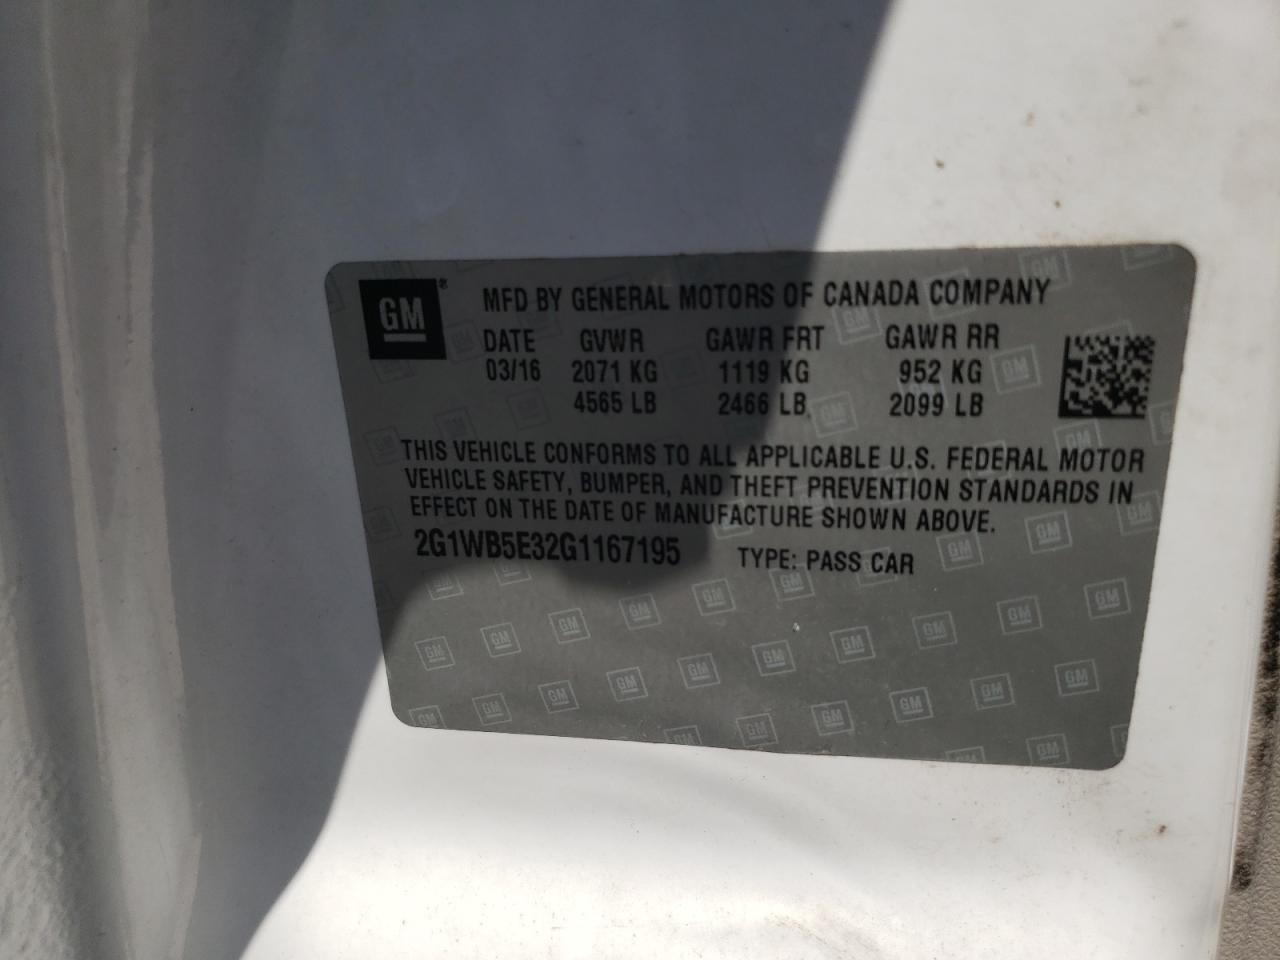 GM ® MFD BY GENERAL MOTORS OF CANADA COMPANY
DATE GVWR GAWR FRT GAWR RR
03/16 2071 KG 1119 KG 952 KG
4565 LB 2466 LB 2099 LB
THIS VEHICLE CONFORMS TO ALL APPLICABLE U.S. FEDERAL MOTOR
VEHICLE SAFETY, BUMPER, AND THEFT PREVENTION STANDARDS IN
EFFECT ON THE DATE OF MANUFACTURE SHOWN ABOVE.
2G1WB5E32G1167195 TYPE: PASS CAR